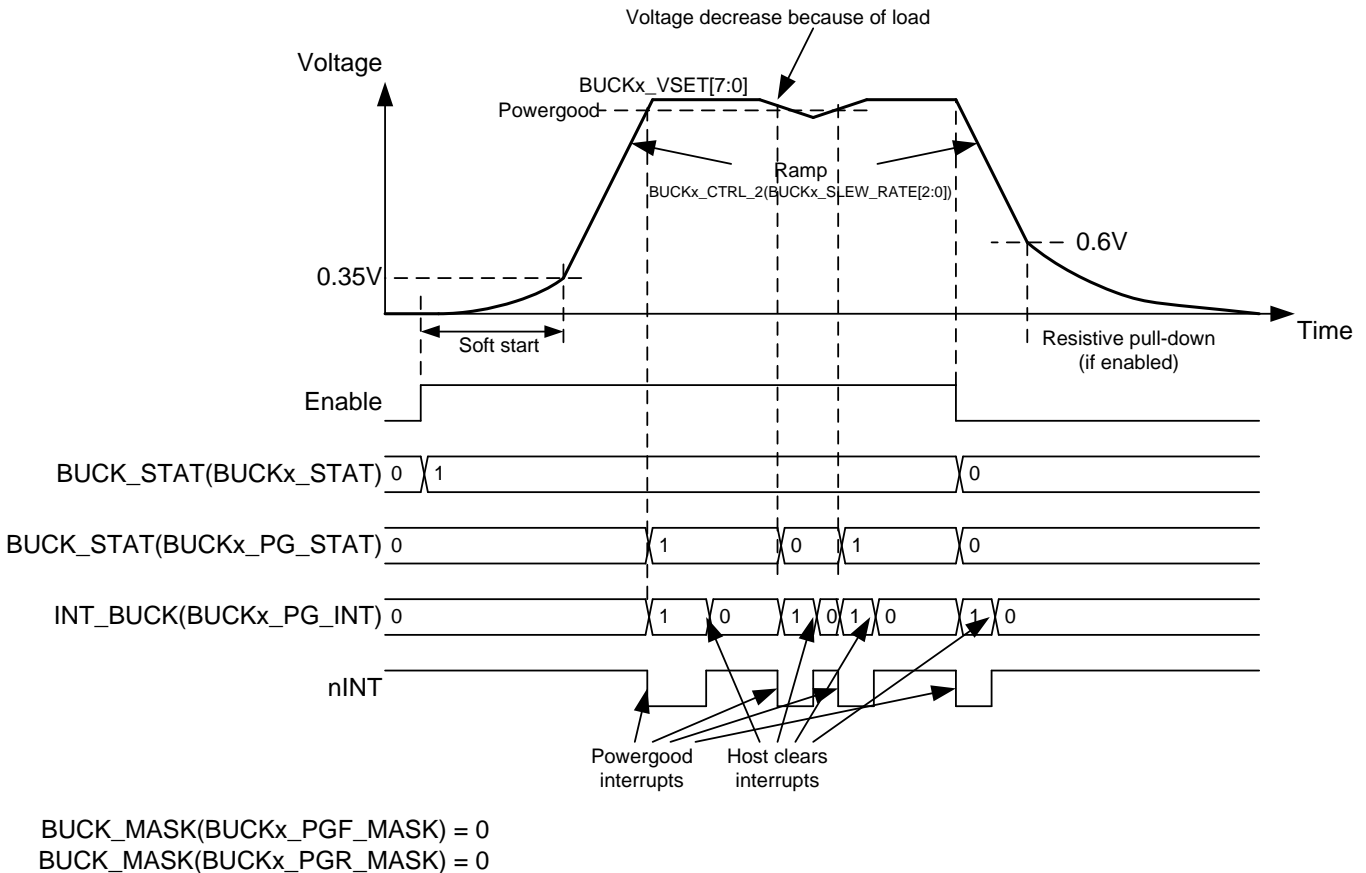 Voltage decrease because of load
Voltage
BUCKx_VSET[7:0]
Powergood
Ramp
BUCKx_CTRL_2(BUCKx_SLEW_RATE[2:0])
0.6V
0.35V
Time
Soft start
Resistive pull-down
(if enabled)
Enable
BUCK_STAT(BUCKx_STAT) 0 1 0
BUCK_STAT(BUCKx_PG_STAT) 0 1 0 1 0
INT_BUCK(BUCKx_PG_INT) 0 1 0 1 0 1 0 1 0
nINT
Powergood
interrupts
Host clears
interrupts
BUCK_MASK(BUCKx_PGF_MASK) = 0
BUCK_MASK(BUCKx_PGR_MASK) = 0